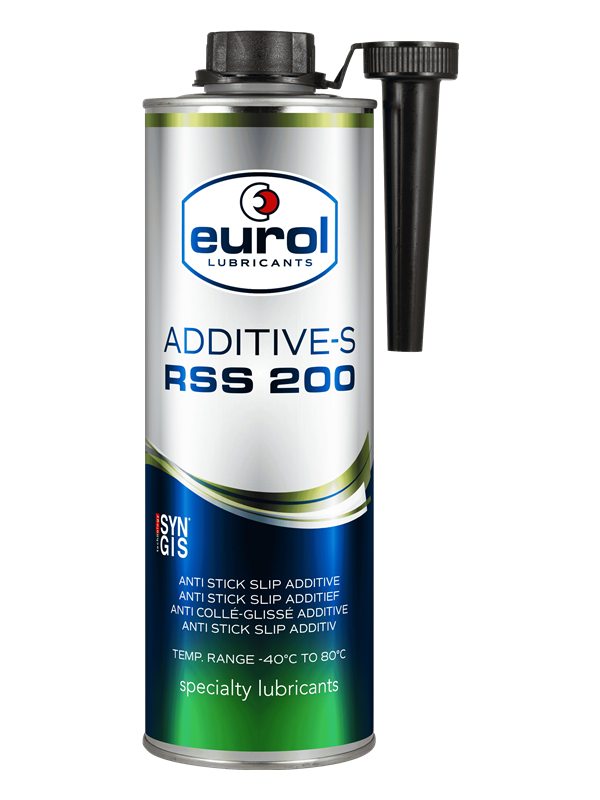 eurol
LUBRICANTS
ADDITIVE-S
RSS 200
SYN
GIS
ANTI STICK SLIP ADDITIVE
ANTI STICK SLIP ADDITIEF
ANTI COLLÉ-GLISSÉ ADDITIVE
ANTI STICK SLIP ADDITIV
TEMP. RANGE -40°C TO 80°C
specialty lubricants